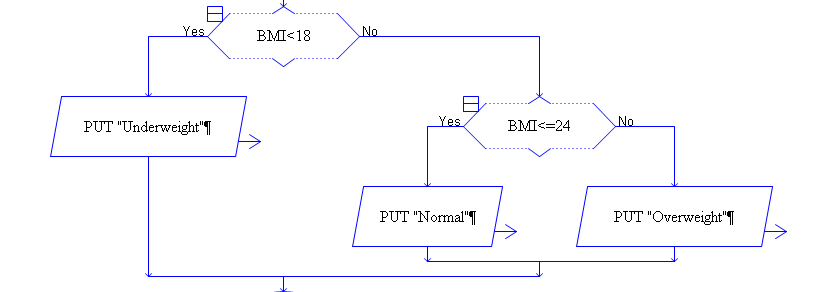 Yes
BMI<18
No
PUT "Underweight"¶
Yes
BMI<=24
No
PUT "Normal"¶
PUT "Overweight"¶